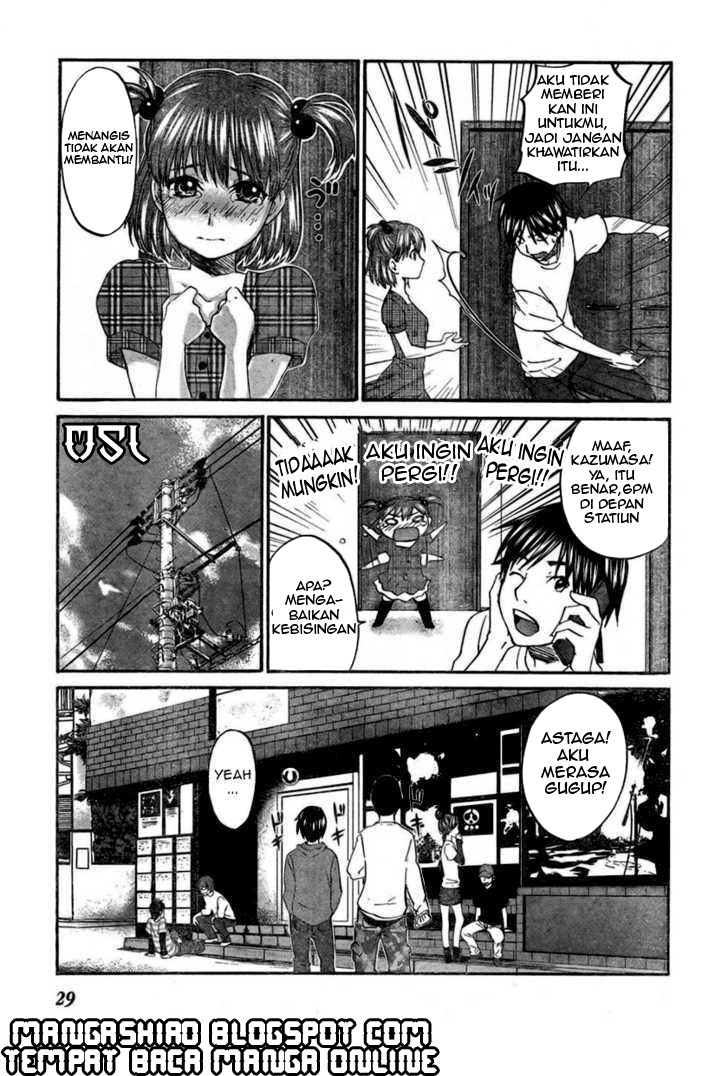 AKU TIDAK
MEMBERI
KAN INI
UNTUKMU,
JADI JANGAN
KHAWATIRKAN
ITU...
MENANGIS
TIDAK AKAN
MEMBANTU!
MAAF,
KAZUMASA!
YA, ITU
BENAR,6PM
DI DEPAN
STATIUN
AKU INGIN
PERGI!!
AKU INGIN
PERGI!!
TIDAAAAK
MUNGKIN!
APA?
MENGA-
BAIKAN
KEBISINGAN
OSL
ASTAGA!
AKU
MERASA
GUGUP!
YEAH
...
29
MANGASHIRO BLOGSPOT COM
TEMPAT BACA MANGA ONLINE